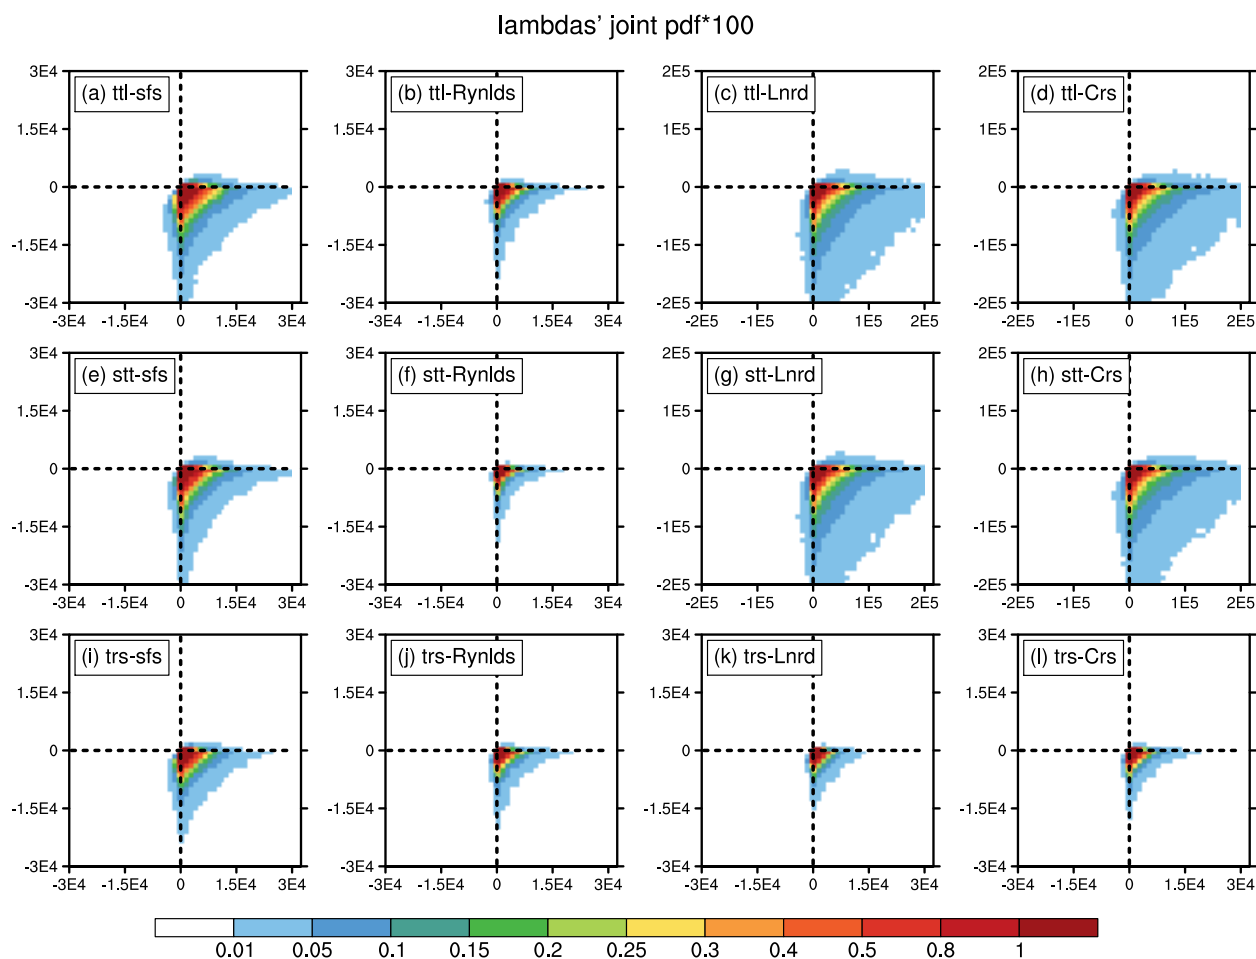 lambdas' joint pdf*100
3E4 3E4 2E5 2E5
(a) ttl-sfs (b) ttl-Rynlds (c) ttl-Lnrd (d) ttl-Crs
1.5E4 1.5E4 1E5 1E5
0 0 0 0
-1.5E4 -1.5E4 -1E5 -1E5
-3E4 -3E4 -2E5 -2E5
-3E4 -1.5E4 0 1.5E4 3E4 -3E4 -1.5E4 0 1.5E4 3E4 -2E5 -1E5 0 1E5 2E5 -2E5 -1E5 0 1E5 2E5
3E4 3E4 2E5 2E5
(e) stt-sfs (f) stt-Rynlds (g) stt-Lnrd (h) stt-Crs
1.5E4 1.5E4 1E5 1E5
0 0 0 0
-1.5E4 -1.5E4 -1E5 -1E5
-3E4 -3E4 -2E5 -2E5
-3E4 -1.5E4 0 1.5E4 3E4 -3E4 -1.5E4 0 1.5E4 3E4 -2E5 -1E5 0 1E5 2E5 -2E5 -1E5 0 1E5 2E5
3E4 3E4 3E4 3E4
(i) trs-sfs (j) trs-Rynlds (k) trs-Lnrd (l) trs-Crs
1.5E4 1.5E4 1.5E4 1.5E4
0 0 0 0
-1.5E4 -1.5E4 -1.5E4 -1.5E4
-3E4 -3E4 -3E4 -3E4
-3E4 -1.5E4 0 1.5E4 3E4 -3E4 -1.5E4 0 1.5E4 3E4 -3E4 -1.5E4 0 1.5E4 3E4 -3E4 -1.5E4 0 1.5E4 3E4
0.01 0.05 0.1 0.15 0.2 0.25 0.3 0.4 0.5 0.8 1